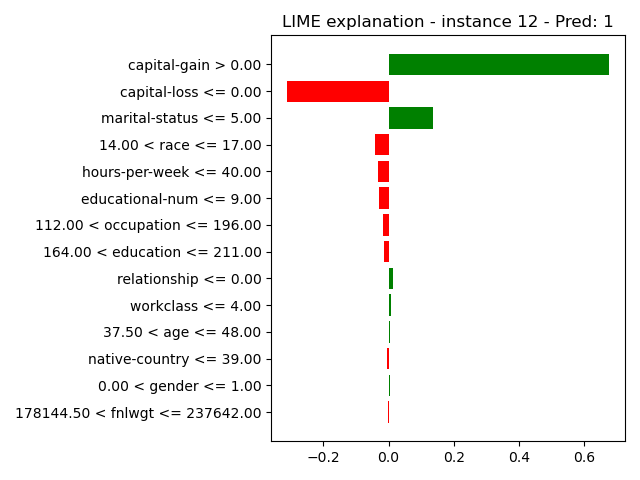 LIME explanation - instance 12 - Pred: 1
capital-gain > 0.00
capital-loss <= 0.00
marital-status <= 5.00
14.00 < race <= 17.00
hours-per-week <= 40.00
educational-num <= 9.00
112.00 < occupation <= 196.00
164.00 < education <= 211.00
relationship <= 0.00
workclass <= 4.00
37.50 < age <= 48.00
native-country <= 39.00
0.00 < gender <= 1.00
178144.50 < fnlwgt <= 237642.00
−0.2 0.0 0.2 0.4 0.6